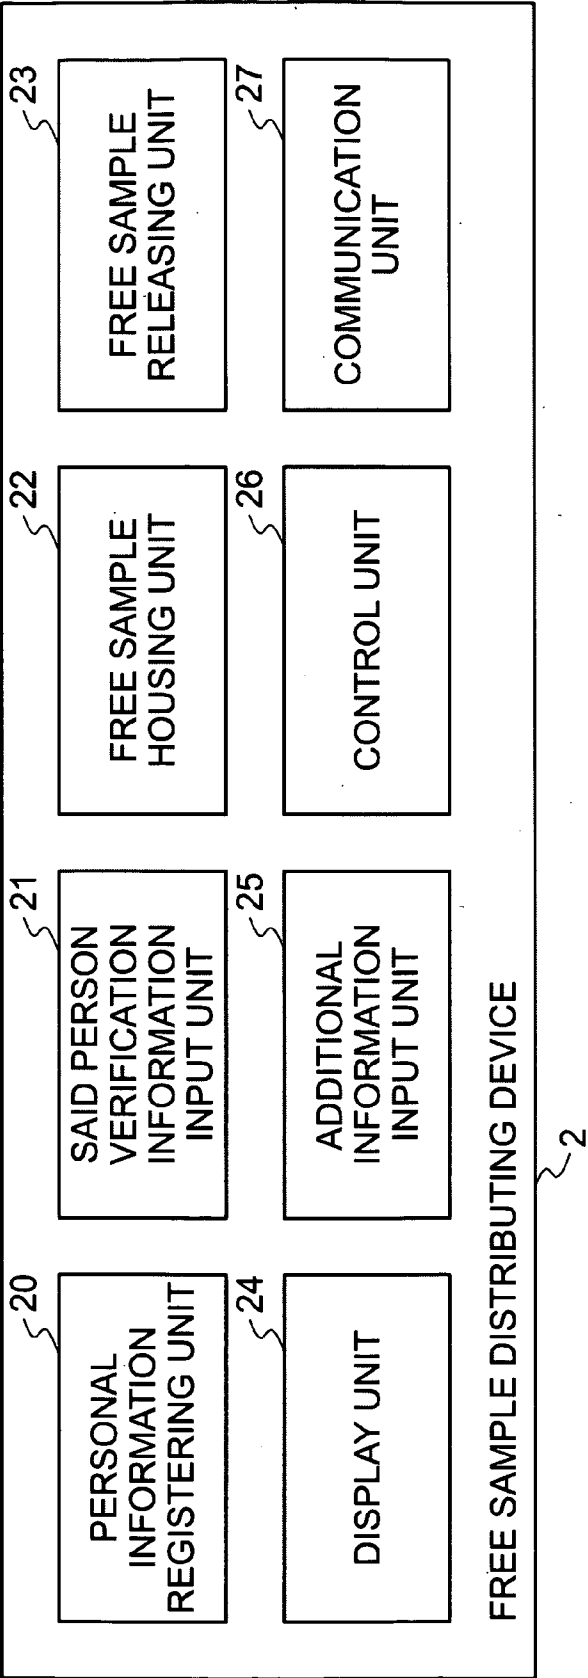 20
PERSONAL
INFORMATION
REGISTERING UNIT
21
SAID PERSON
VERIFICATION
INFORMATION
INPUT UNIT
22
FREE SAMPLE
HOUSING UNIT
23
FREE SAMPLE
RELEASING UNIT
24
DISPLAY UNIT
25
ADDITIONAL
INFORMATION
INPUT UNIT
26
CONTROL UNIT
27
COMMUNICATION
UNIT
FREE SAMPLE DISTRIBUTING DEVICE
2